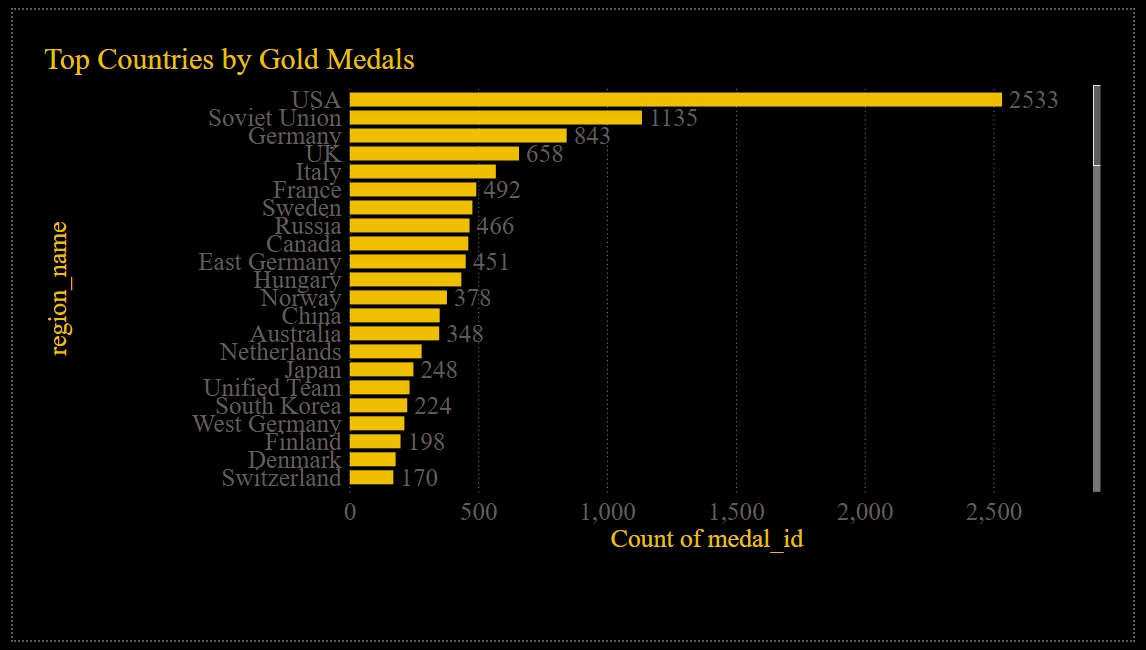 Top Countries by Gold Medals
region_name
USA 2533
Soviet Union 1135
Germany 843
UK 658
Italy
France 492
Sweden
Russia 466
Canada
East Germany 451
Hungary
Norway 378
China
Australia 348
Netherlands
Japan 248
Unified Team
South Korea 224
West Germany
Finland 198
Denmark
Switzerland 170
0 500 1,000 1,500 2,000 2,500
Count of medal_id